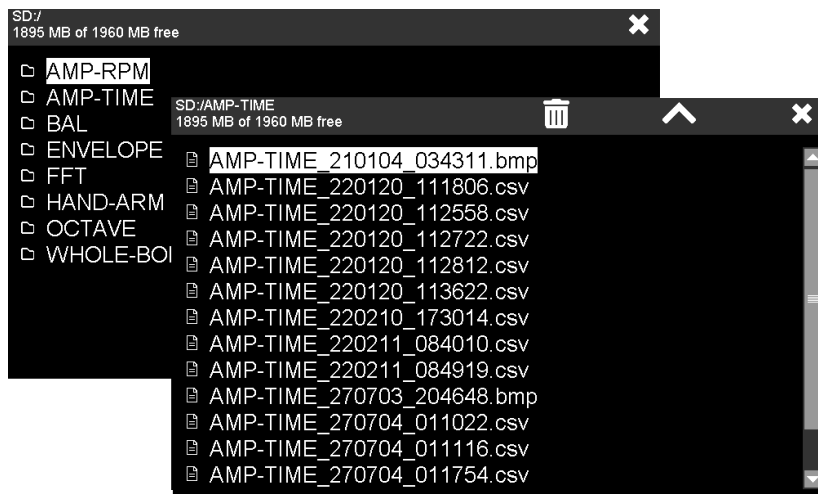 SD:/
1895 MB of 1960 MB free
AMP-RPM
AMP-TIME
BAL
ENVELOPE
FFT
HAND-ARM
OCTAVE
WHOLE-BO
SD:/AMP-TIME
1895 MB of 1960 MB free
AMP-TIME_210104_034311.bmp
AMP-TIME_220120_111806.csv
AMP-TIME_220120_112558.csv
AMP-TIME_220120_112722.csv
AMP-TIME_220120_112812.csv
AMP-TIME_220120_113622.csv
AMP-TIME_220210_173014.csv
AMP-TIME_220211_084010.csv
AMP-TIME_220211_084919.csv
AMP-TIME_270703_204648.bmp
AMP-TIME_270704_011022.csv
AMP-TIME_270704_011116.csv
AMP-TIME_270704_011754.csv